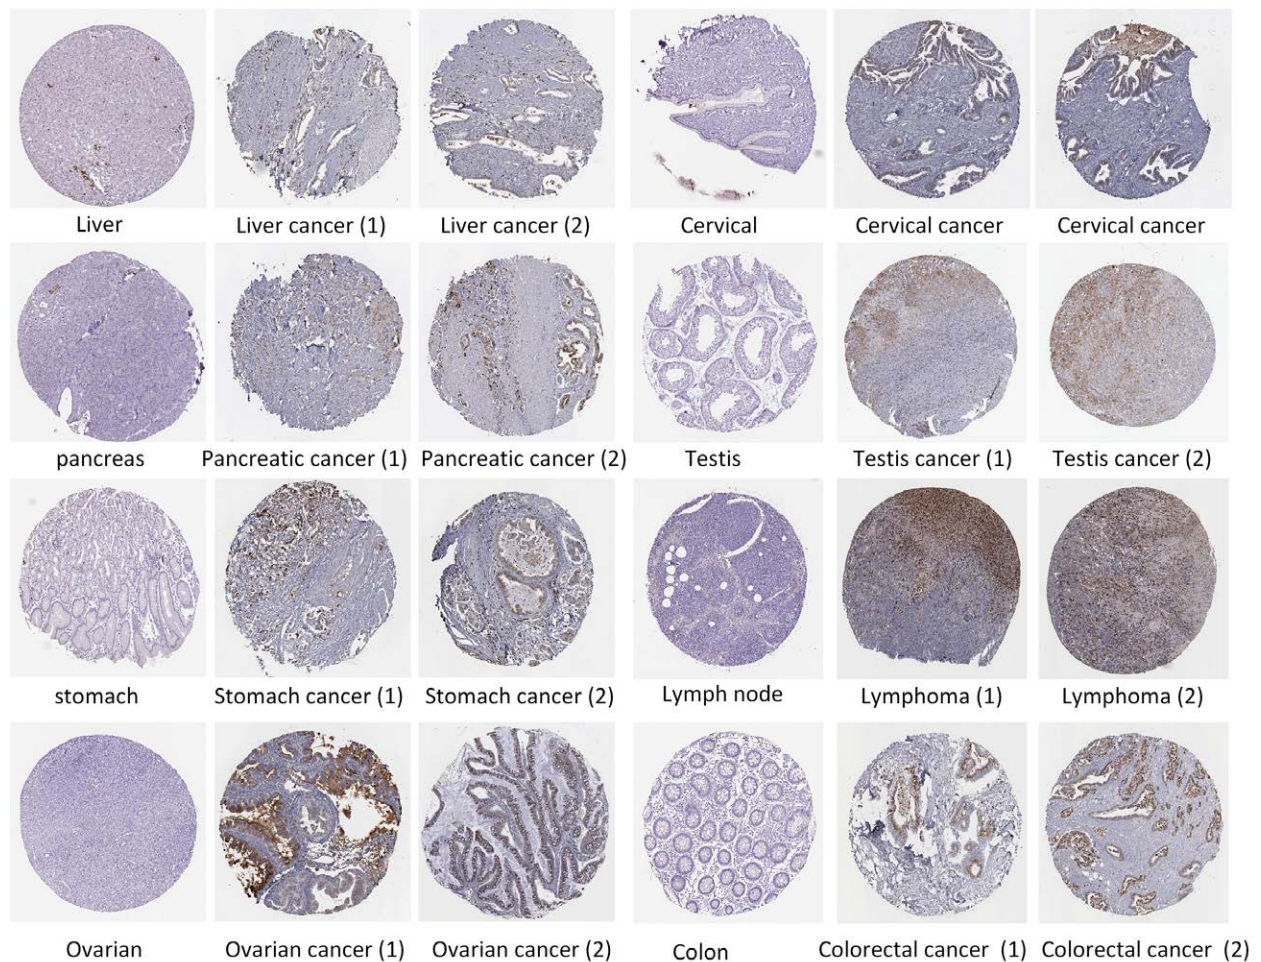 Liver Liver cancer (1) Liver cancer (2) Cervical Cervical cancer Cervical cancer
pancreas Pancreatic cancer (1) Pancreatic cancer (2) Testis Testis cancer (1) Testis cancer (2)
stomach Stomach cancer (1) Stomach cancer (2) Lymph node Lymphoma (1) Lymphoma (2)
Ovarian Ovarian cancer (1) Ovarian cancer (2) Colon Colorectal cancer (1) Colorectal cancer (2)